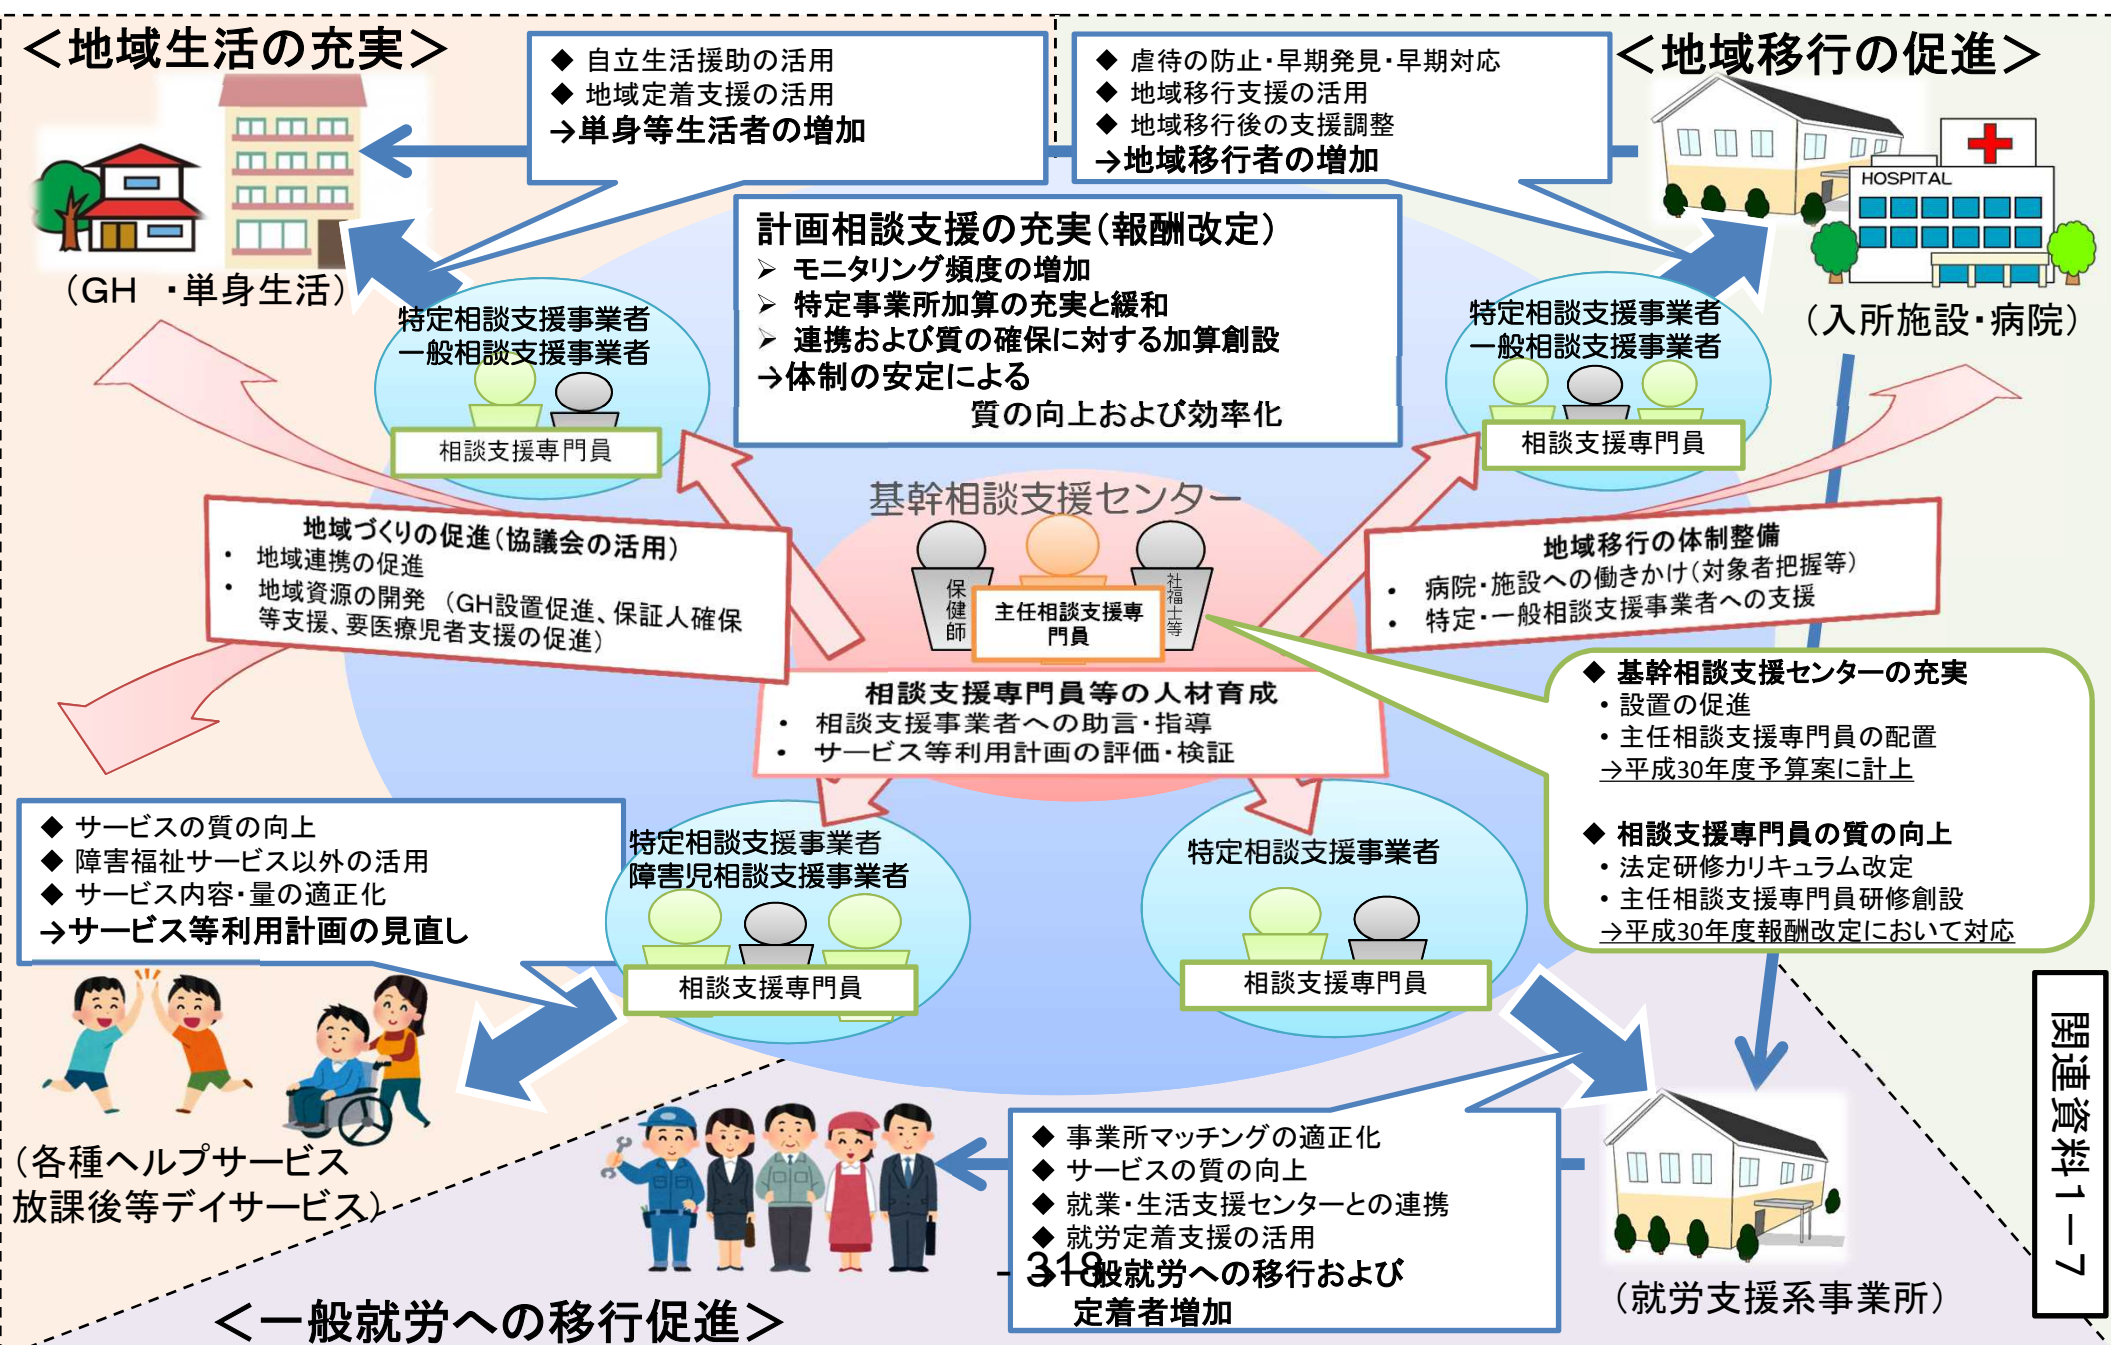 ＜地域生活の充実＞
◆ 自立生活援助の活用
◆ 地域定着支援の活用
→単身等生活者の増加
◆ 虐待の防止・早期発見・早期対応
◆ 地域移行支援の活用
◆ 地域移行後の支援調整
→地域移行者の増加
＜地域移行の促進＞
HOSPITAL
（GH ・単身生活）
（入所施設・病院）
計画相談支援の充実（報酬改定）
➢ モニタリング頻度の増加
➢ 特定事業所加算の充実と緩和
➢ 連携および質の確保に対する加算創設
→体制の安定による
質の向上および効率化
特定相談支援事業者
一般相談支援事業者
相談支援専門員
特定相談支援事業者
一般相談支援事業者
相談支援専門員
基幹相談支援センター
保健師
主任相談支援専
門員
社福士等
地域づくりの促進（協議会の活用）
• 地域連携の促進
• 地域資源の開発 （GH設置促進、保証人確保
等支援、要医療児者支援の促進）
地域移行の体制整備
• 病院・施設への働きかけ（対象者把握等）
• 特定・一般相談支援事業者への支援
相談支援専門員等の人材育成
• 相談支援事業者への助言・指導
• サービス等利用計画の評価・検証
◆ 基幹相談支援センターの充実
・設置の促進
・主任相談支援専門員の配置
→平成30年度予算案に計上
◆ 相談支援専門員の質の向上
・法定研修カリキュラム改定
・主任相談支援専門員研修創設
→平成30年度報酬改定において対応
◆ サービスの質の向上
◆ 障害福祉サービス以外の活用
◆ サービス内容・量の適正化
→サービス等利用計画の見直し
特定相談支援事業者
障害児相談支援事業者
相談支援専門員
特定相談支援事業者
相談支援専門員
（各種ヘルプサービス
放課後等デイサービス）
◆ 事業所マッチングの適正化
◆ サービスの質の向上
◆ 就業・生活支援センターとの連携
◆ 就労定着支援の活用
→一般就労への移行および
定着者増加
- 318
（就労支援系事業所）
＜一般就労への移行促進＞
関連資料１－７